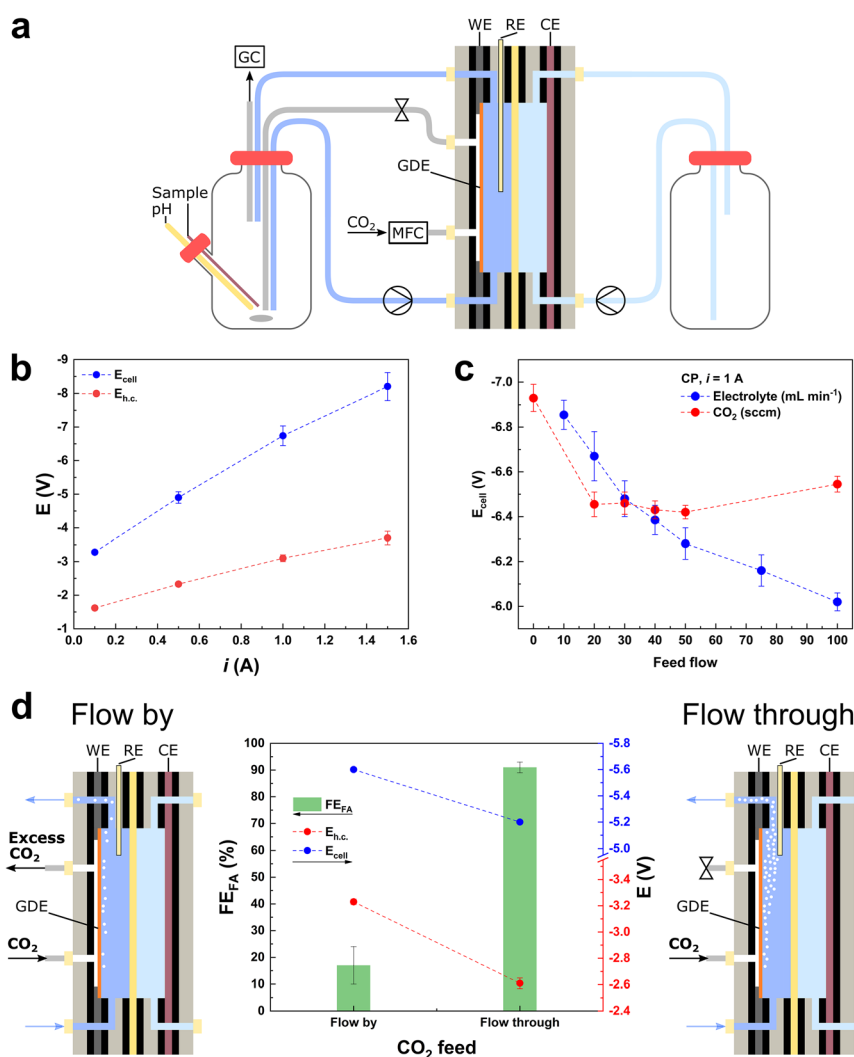 a
WE RE CE
GC
GDE
Sample
pH
CO2 MFC
b
-9
-8
-7
-6
-5
-4
-3
-2
-1
E (V)
Ecell
Eh.c.
0.0 0.2 0.4 0.6 0.8 1.0 1.2 1.4 1.6
i (A)
c
-7.0
-6.8
-6.6
-6.4
-6.2
-6.0
Ecell (V)
CP, i = 1 A
Electrolyte (mL min-1)
CO2 (sccm)
0 10 20 30 40 50 60 70 80 90 100
Feed flow
d
Flow by
WE RE CE
Excess
CO2
GDE
CO2
100
90
80
70
60
50
40
30
20
10
0
FEFA (%)
FEFA
Eh.c.
Ecell
-5.8
-5.6
-5.4
-5.2
-5.0
-3.4
-3.2
-3.0
-2.8
-2.6
-2.4
E (V)
Flow by Flow through
CO2 feed
Flow through
WE RE CE
GDE
CO2